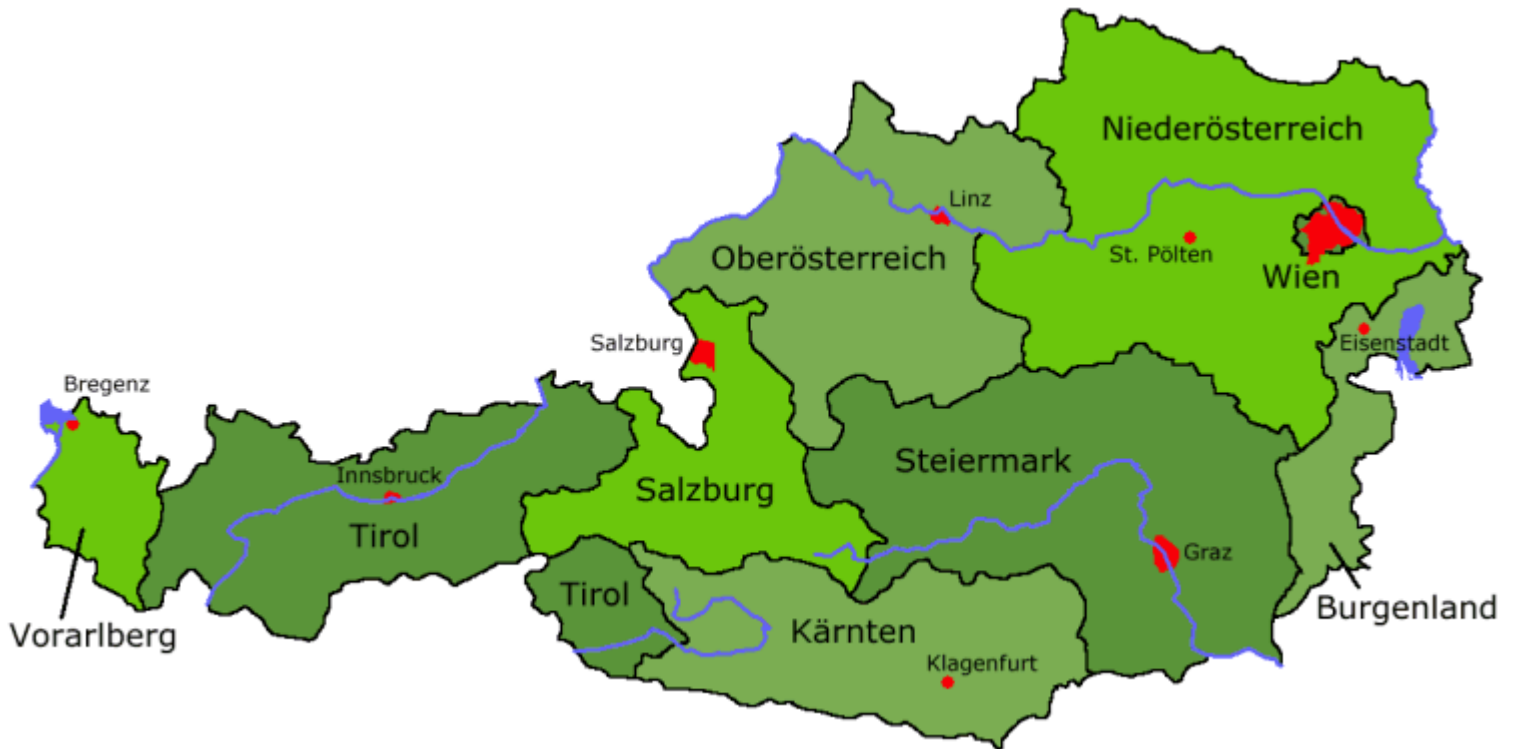 Niederösterreich
Linz
Oberösterreich
St. Pölten
Wien
Salzburg
Eisenstadt
Bregenz
Steiermark
Innsbruck
Salzburg
Tirol
Graz
Tirol
Burgenland
Vorarlberg
Kärnten
Klagenfurt